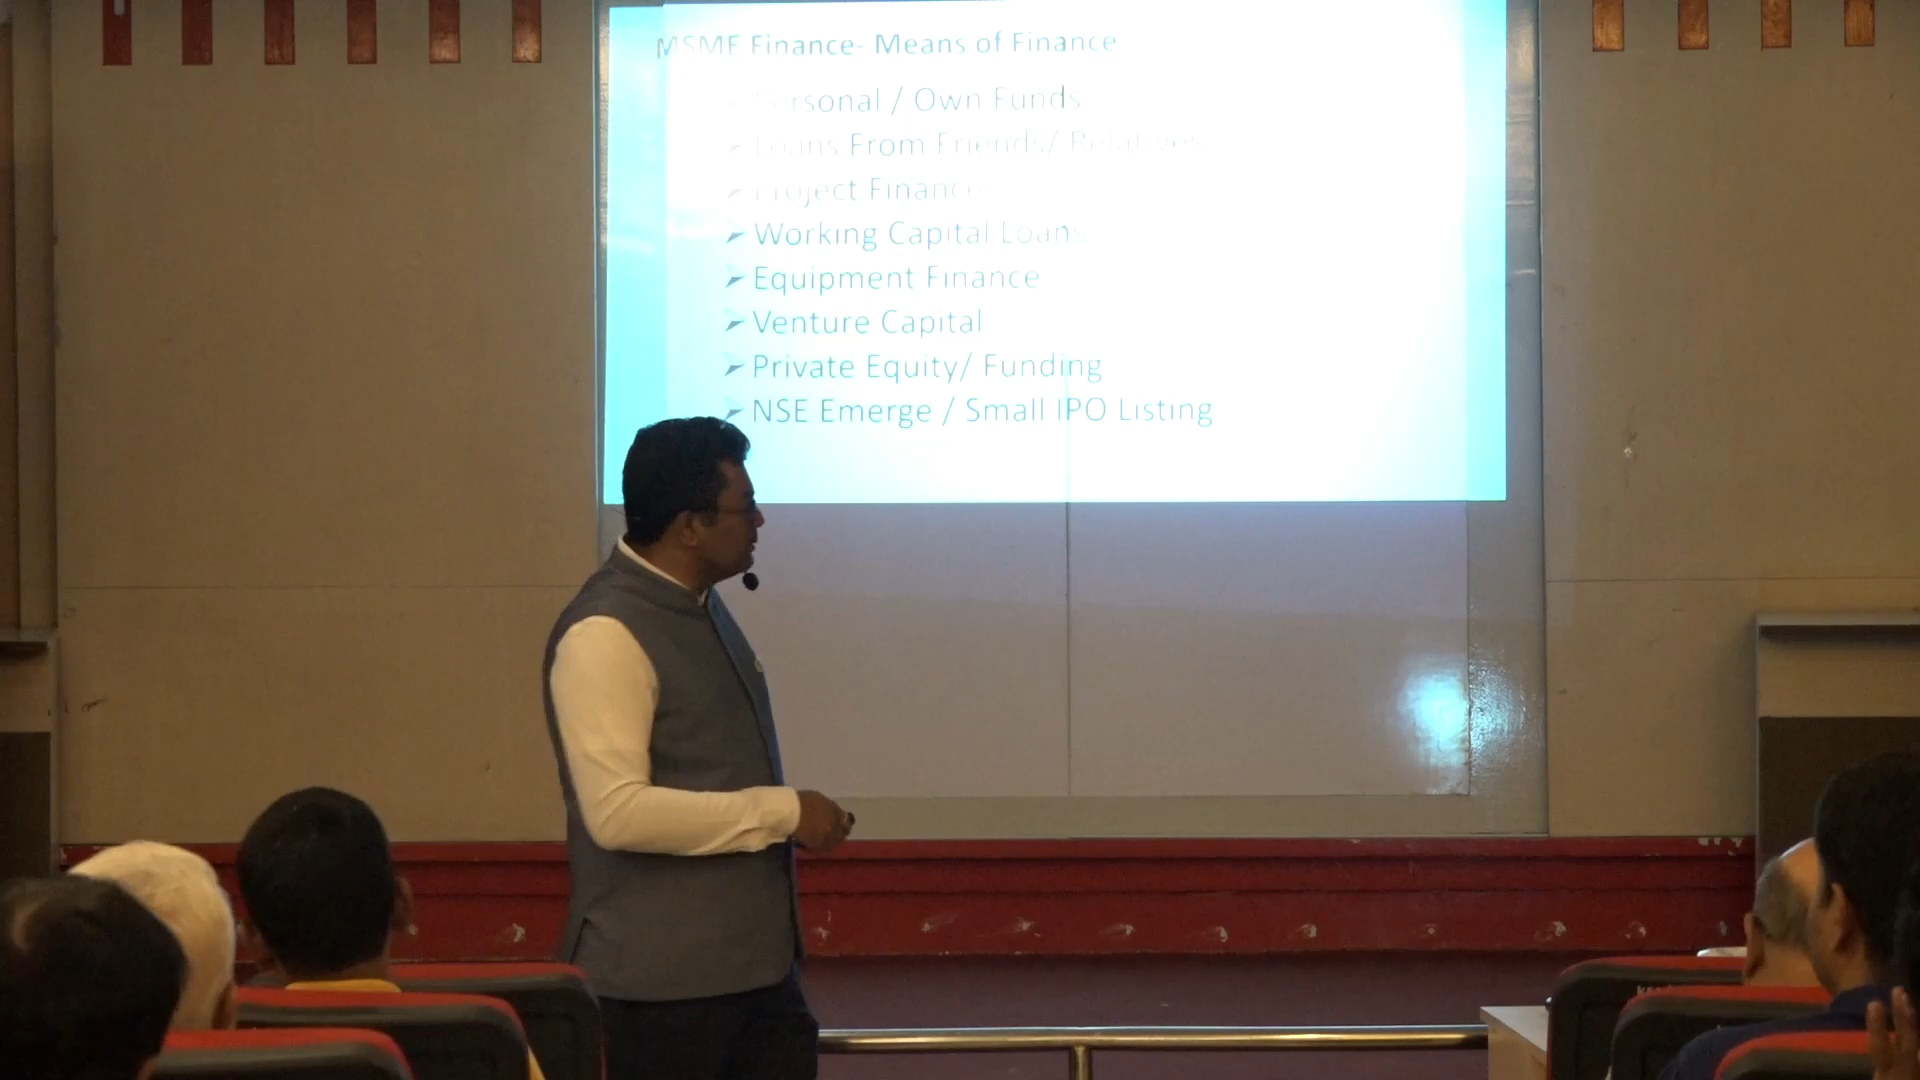 MSME Finance- Means of Finance
➢ Personal / Own Funds
➢ Loans From Friends/ Relatives
➢ Project Finance
➢ Working Capital Loans
➢ Equipment Finance
➢ Venture Capital
➢ Private Equity/ Funding
➢ NSE Emerge / Small IPO Listing